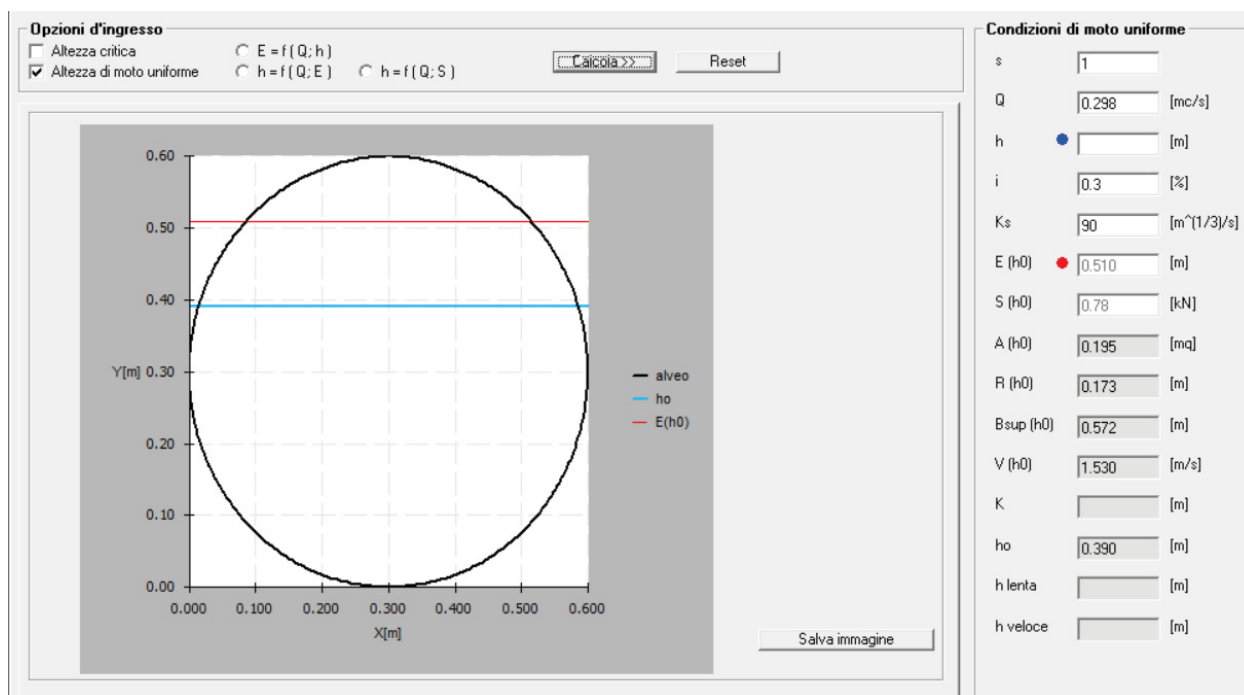 Opzioni d'ingresso
Altezza critica
E = f ( Q ; h )
Altezza di moto uniforme
h = f ( Q ; E )
h = f ( Q ; S )
Calcola >>
Reset
0.60
0.50
0.40
Y[m] 0.30
0.20
0.10
0.00
0.000 0.100 0.200 0.300 0.400 0.500 0.600
X[m]
alveo
ho
E(h0)
Salva immagine
Condizioni di moto uniforme
s 1
Q 0.298 [mc/s]
h [m]
i 0.3 [%]
Ks 90 [m^(1/3)/s]
E (h0) 0.510 [m]
S (h0) 0.78 [kN]
A (h0) 0.195 [mq]
R (h0) 0.173 [m]
Bsup (h0) 0.572 [m]
V (h0) 1.530 [m/s]
K [m]
ho 0.390 [m]
h lenta [m]
h veloce [m]